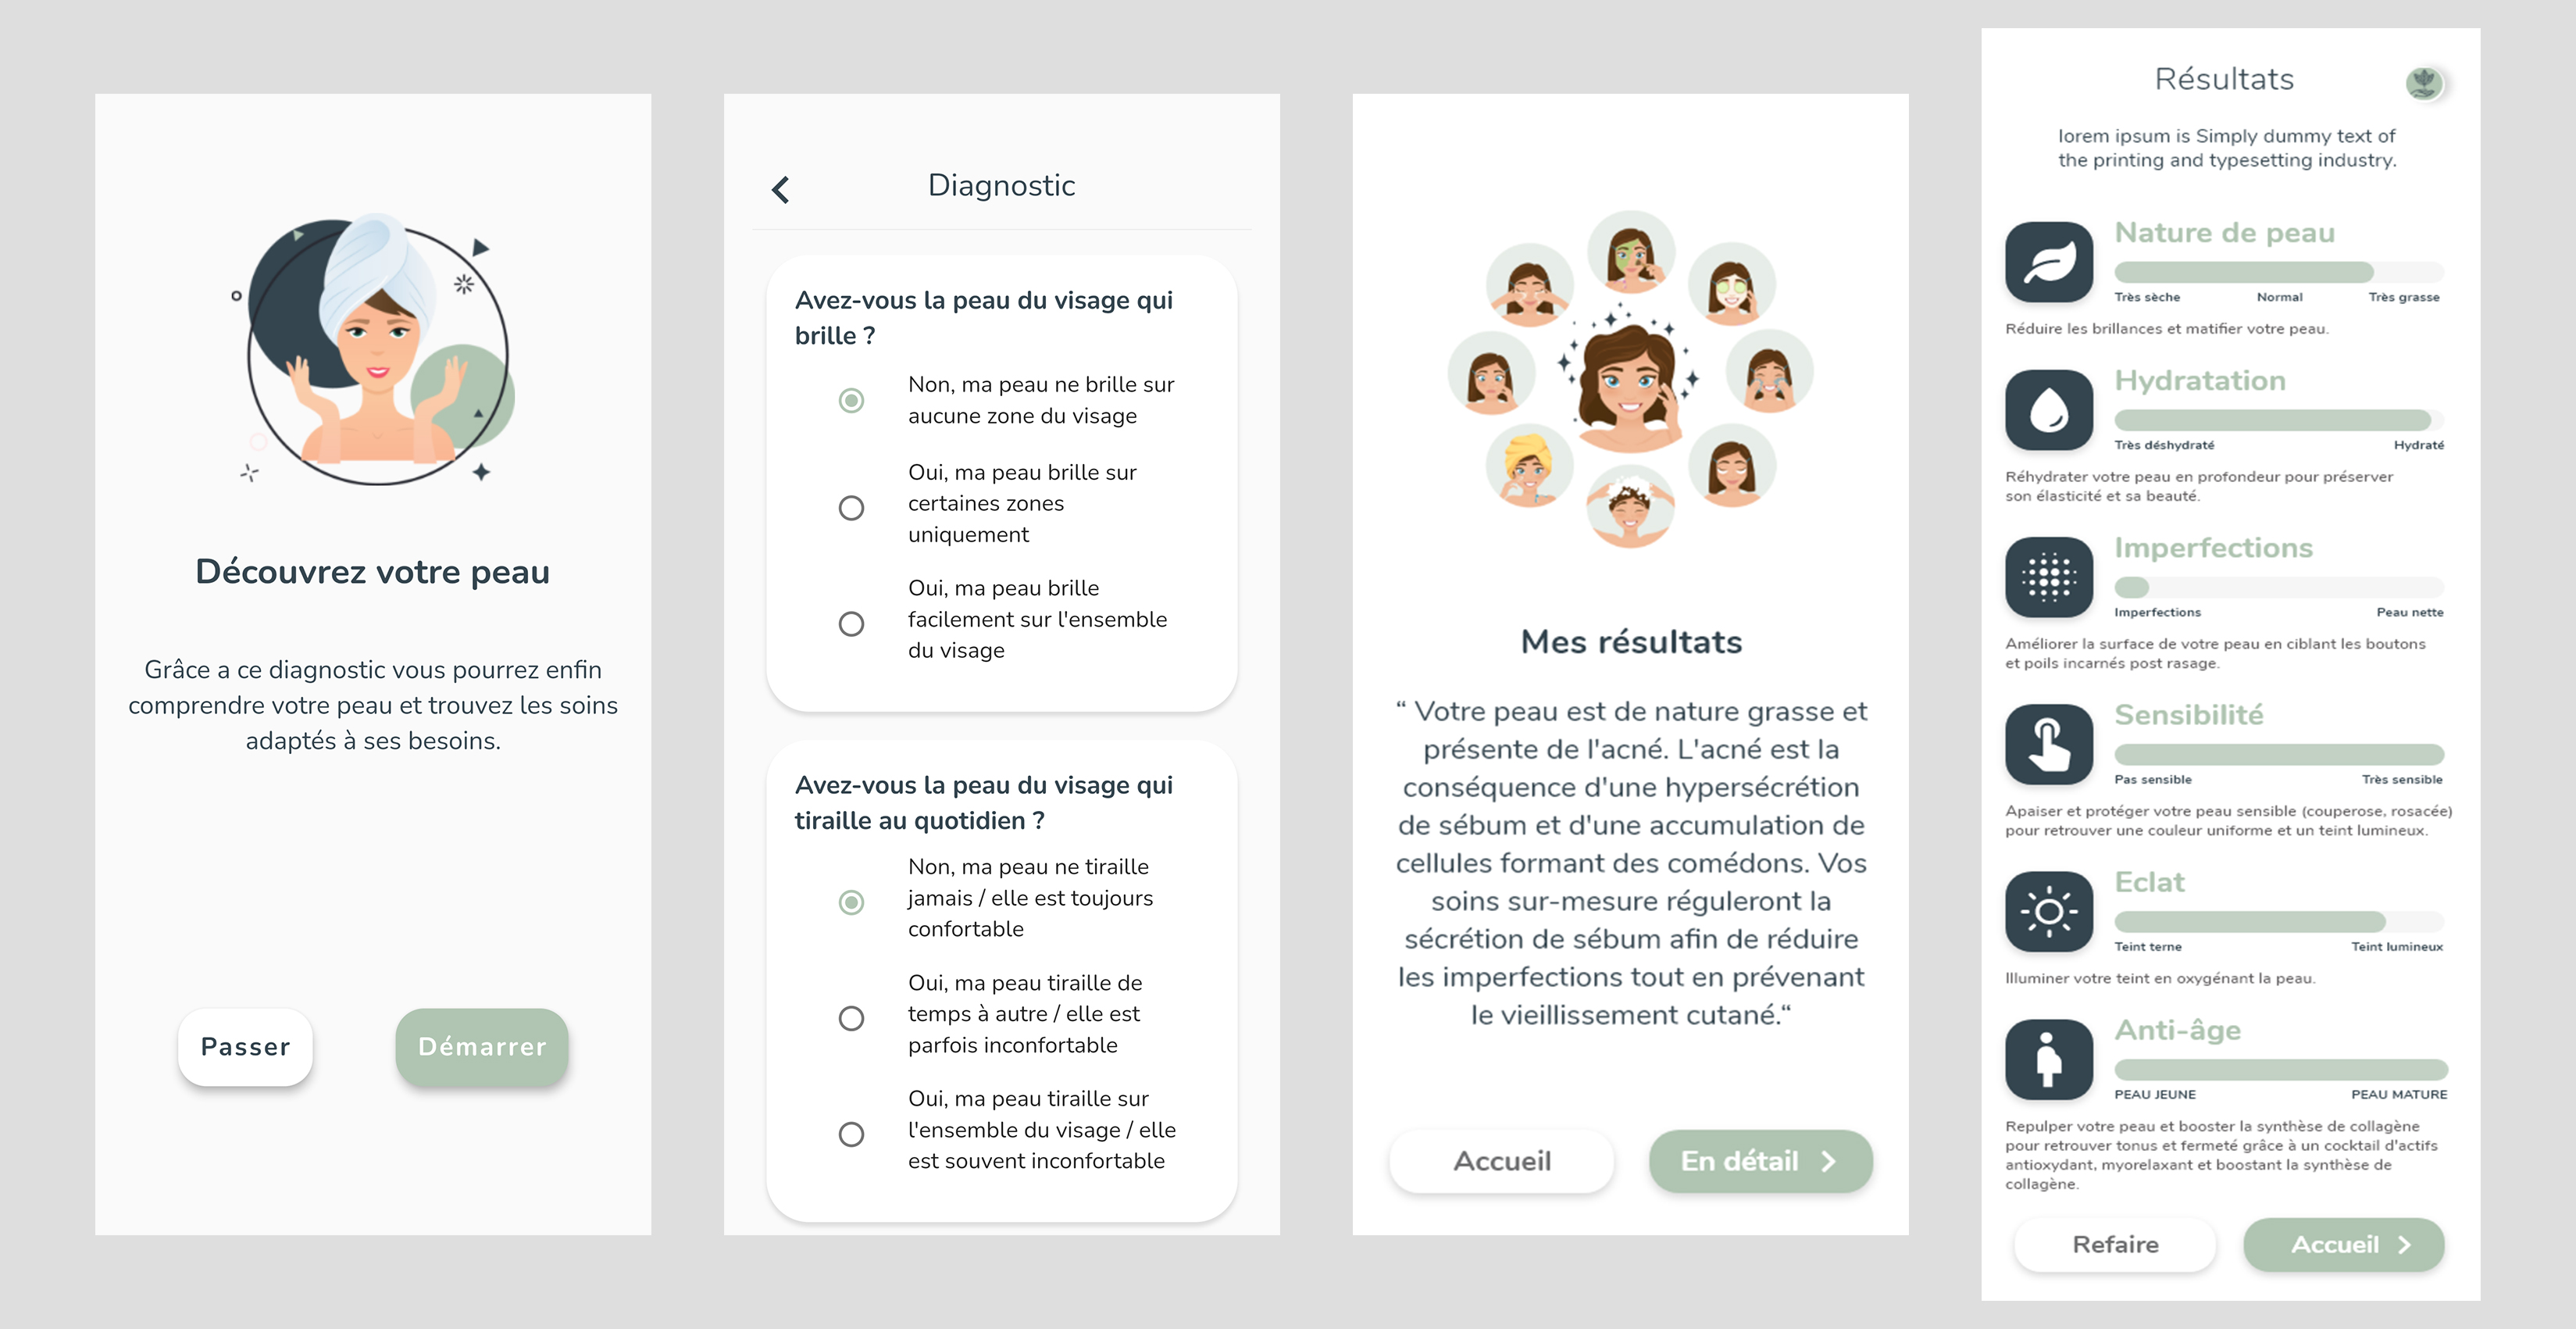 Découvrez votre peau
Grâce a ce diagnostic vous pourrez enfin
comprendre votre peau et trouvez les soins
adaptés à ses besoins.
Passer
Démarrer
Diagnostic
Avez-vous la peau du visage qui
brille ?
Non, ma peau ne brille sur
aucune zone du visage
Oui, ma peau brille sur
certaines zones
uniquement
Oui, ma peau brille
facilement sur l'ensemble
du visage
Avez-vous la peau du visage qui
tiraille au quotidien ?
Non, ma peau ne tiraille
jamais / elle est toujours
confortable
Oui, ma peau tiraille de
temps à autre / elle est
parfois inconfortable
Oui, ma peau tiraille sur
l'ensemble du visage / elle
est souvent inconfortable
Mes résultats
“ Votre peau est de nature grasse et
présente de l'acné. L'acné est la
conséquence d'une hypersécrétion
de sébum et d'une accumulation de
cellules formant des comédons. Vos
soins sur-mesure réguleront la
sécrétion de sébum afin de réduire
les imperfections tout en prévenant
le vieillissement cutané.“
Accueil
En détail
Résultats
lorem ipsum is Simply dummy text of
the printing and typesetting industry.
Nature de peau
Très sèche Normal Très grasse
Réduire les brillances et matifier votre peau.
Hydratation
Très déshydraté Hydraté
Réhydrater votre peau en profondeur pour préserver
son élasticité et sa beauté.
Imperfections
Imperfections Peau nette
Améliorer la surface de votre peau en ciblant les boutons
et poils incarnés post rasage.
Sensibilité
Pas sensible Très sensible
Apaiser et protéger votre peau sensible (couperose, rosacée)
pour retrouver une couleur uniforme et un teint lumineux.
Eclat
Teint terne Teint lumineux
Illuminer votre teint en oxygénant la peau.
Anti-âge
PEAU JEUNE PEAU MATURE
Repulper votre peau et booster la synthèse de collagène
pour retrouver tonus et fermeté grâce à un cocktail d'actifs
antioxydant, myorelaxant et boostant la synthèse de
collagène.
Refaire
Accueil